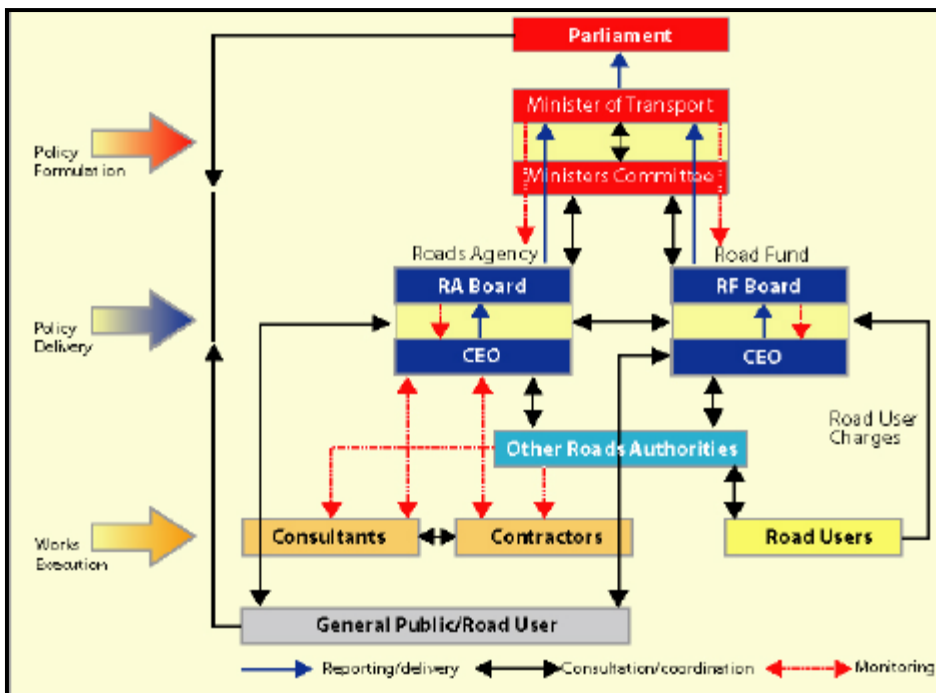 Parliament
Minister of Transport
Policy
Formulation
Ministers Committee
Roads Agency
Road Fund
RA Board
RF Board
Policy
Delivery
CEO
CEO
Road User
Charges
Other Roads Authorities
Works
Execution
Consultants
Contractors
Road Users
General Public/Road User
Reporting/delivery
Consultation/coordination
Monitoring